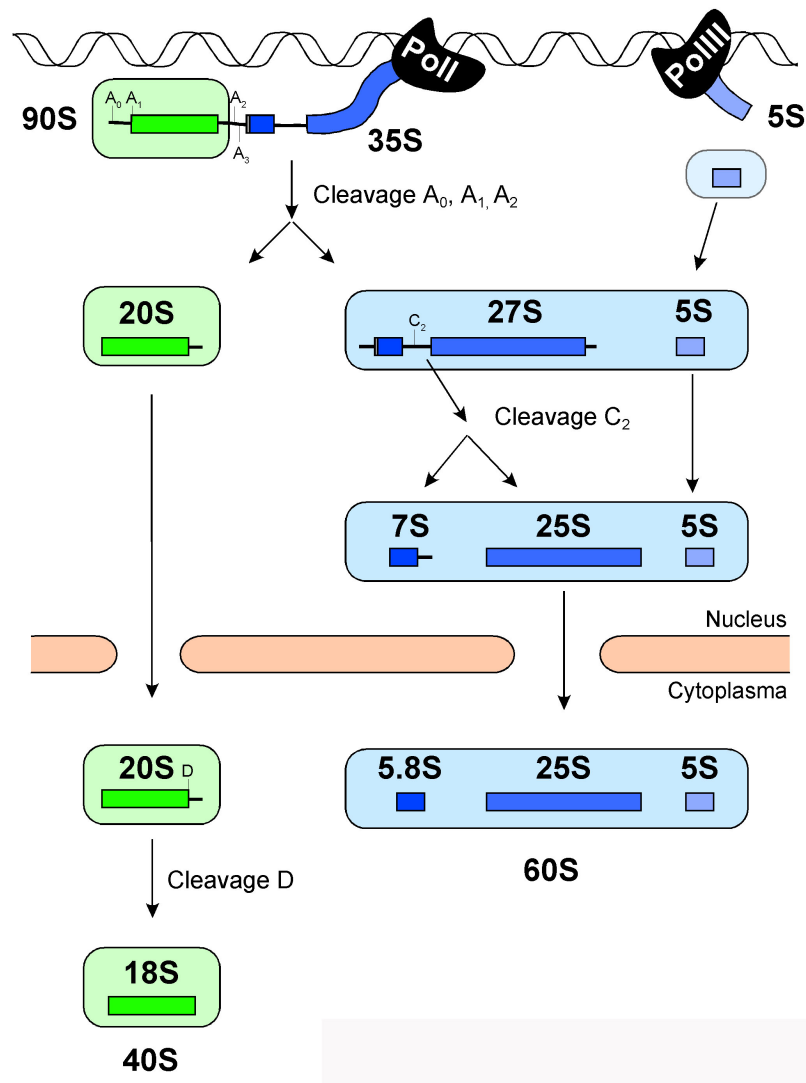 PolI
PolIII
90S
A₀ A₁
A₂
A₃
35S
5S
Cleavage A₀, A₁, A₂
20S
27S
5S
C₂
Cleavage C₂
7S
25S
5S
Nucleus
Cytoplasma
20S
D
5.8S
25S
5S
60S
Cleavage D
18S
40S